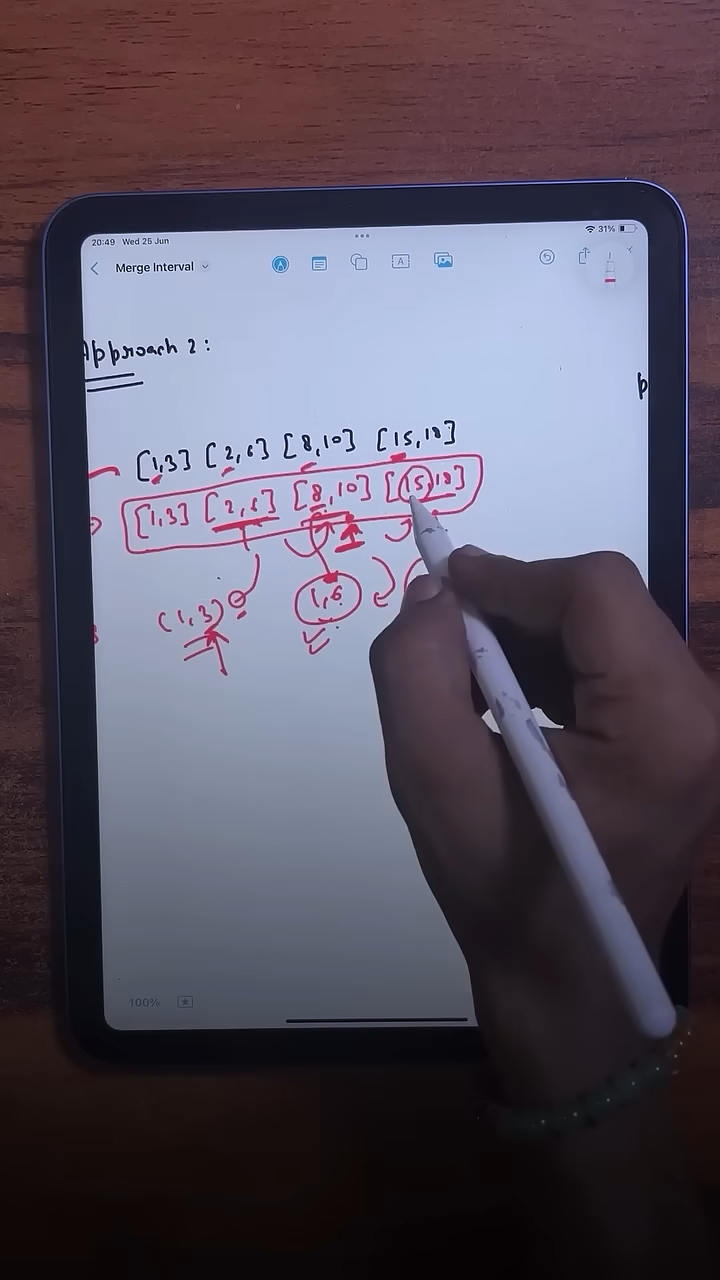 20:49 Wed 25 Jun
31%
Merge Interval
A
Approach 2:
p
[1,3] [2,6] [8,10] [15,18]
[1,3] [2,6] [8,10] [15,18]
(1,3)
1,6
100%